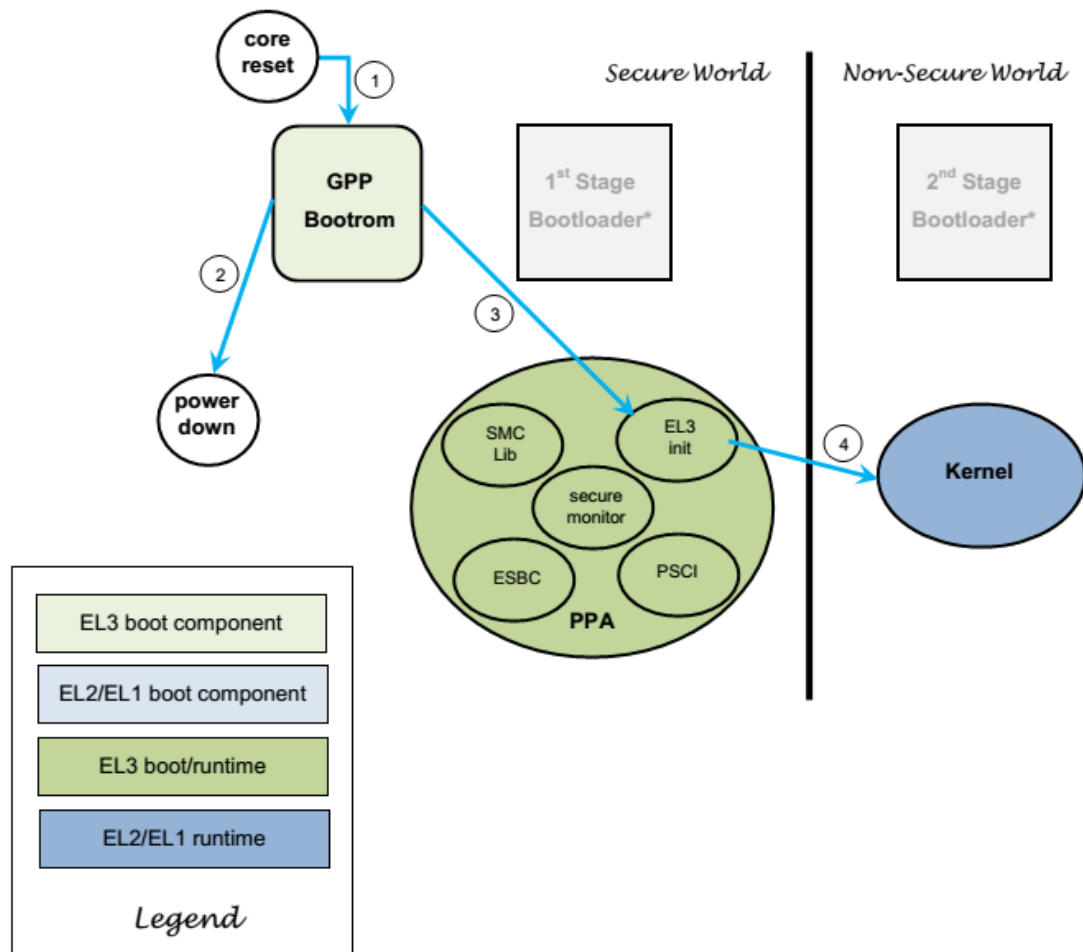 core
reset
1
Secure World
Non-Secure World
GPP
Bootrom
1st Stage
Bootloader*
2nd Stage
Bootloader*
2
3
power
down
SMC
Lib
EL3
init
4
Kernel
secure
monitor
ESBC
PSCI
PPA
EL3 boot component
EL2/EL1 boot component
EL3 boot/runtime
EL2/EL1 runtime
Legend